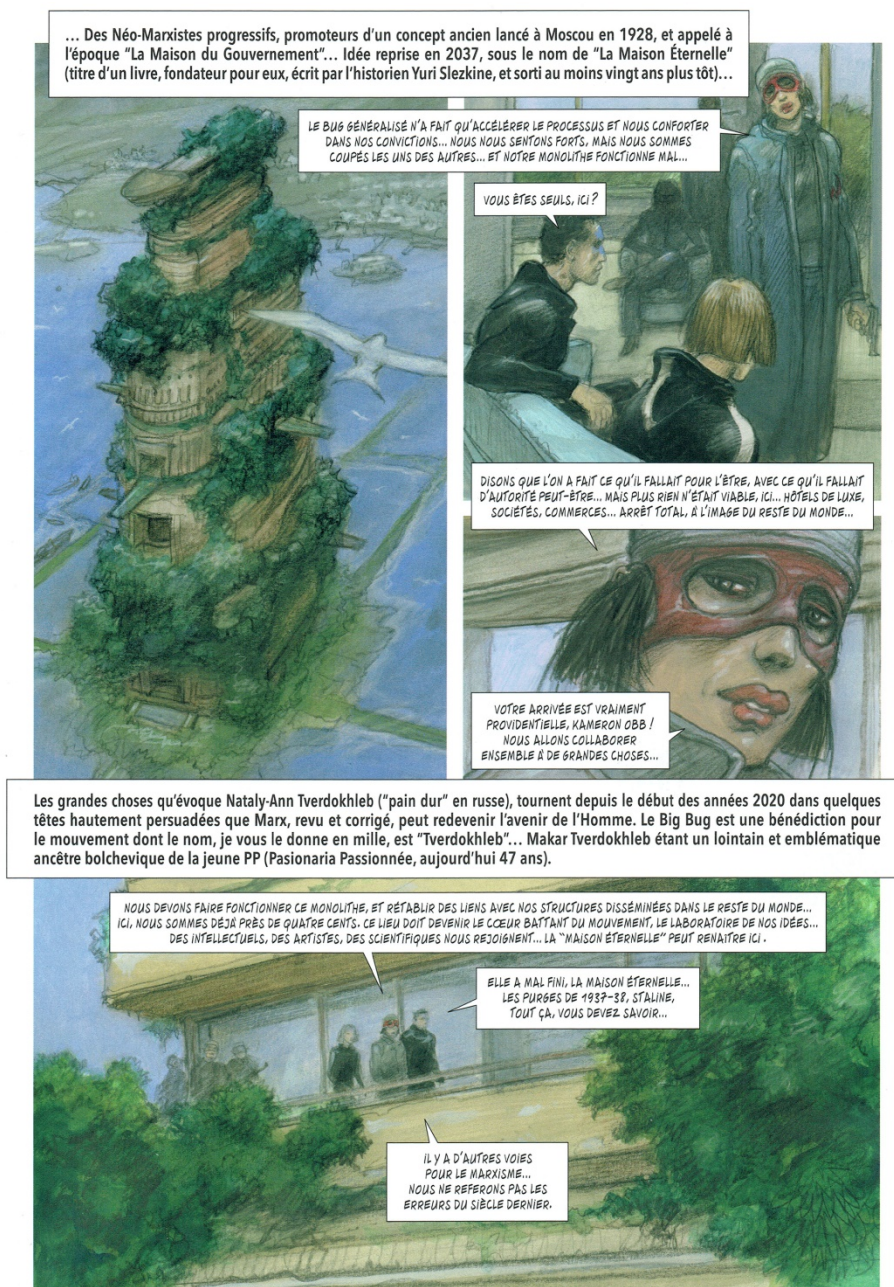 … Des Néo-Marxistes progressifs, promoteurs d'un concept ancien lancé à Moscou en 1928, et appelé à
l'époque “La Maison du Gouvernement”… Idée reprise en 2037, sous le nom de “La Maison Éternelle”
(titre d'un livre, fondateur pour eux, écrit par l'historien Yuri Slezkine, et sorti au moins vingt ans plus tôt)…
LE BUG GÉNÉRALISÉ N'A FAIT QU'ACCÉLÉRER LE PROCESSUS ET NOUS CONFORTER
DANS NOS CONVICTIONS… NOUS NOUS SENTONS FORTS, MAIS NOUS SOMMES
COUPÉS LES UNS DES AUTRES… ET NOTRE MONOLITHE FONCTIONNE MAL…
VOUS ÊTES SEULS, ICI ?
DISONS QUE L'ON A FAIT CE QU'IL FALLAIT POUR L'ÊTRE, AVEC CE QU'IL FALLAIT
D'AUTORITÉ PEUT-ÊTRE… MAIS PLUS RIEN N'ÉTAIT VIABLE, ICI… HÔTELS DE LUXE,
SOCIÉTÉS, COMMERCES… ARRÊT TOTAL, À L'IMAGE DU RESTE DU MONDE…
VOTRE ARRIVÉE EST VRAIMENT
PROVIDENTIELLE, KAMERON OBB !
NOUS ALLONS COLLABORER
ENSEMBLE À DE GRANDES CHOSES…
Les grandes choses qu'évoque Nataly-Ann Tverdokhleb (“pain dur” en russe), tournent depuis le début des années 2020 dans quelques
têtes hautement persuadées que Marx, revu et corrigé, peut redevenir l'avenir de l'Homme. Le Big Bug est une bénédiction pour
le mouvement dont le nom, je vous le donne en mille, est “Tverdokhleb”… Makar Tverdokhleb étant un lointain et emblématique
ancêtre bolchevique de la jeune PP (Pasionaria Passionnée, aujourd'hui 47 ans).
NOUS DEVONS FAIRE FONCTIONNER CE MONOLITHE, ET RÉTABLIR DES LIENS AVEC NOS STRUCTURES DISSÉMINÉES DANS LE RESTE DU MONDE…
ICI, NOUS SOMMES DÉJÀ PRÈS DE QUATRE CENTS. CE LIEU DOIT DEVENIR LE CŒUR BATTANT DU MOUVEMENT, LE LABORATOIRE DE NOS IDÉES…
DES INTELLECTUELS, DES ARTISTES, DES SCIENTIFIQUES NOUS REJOIGNENT… LA “MAISON ÉTERNELLE” PEUT RENAITRE ICI.
ELLE A MAL FINI, LA MAISON ÉTERNELLE…
LES PURGES DE 1937-38, STALINE,
TOUT ÇA, VOUS DEVEZ SAVOIR…
IL Y A D'AUTRES VOIES
POUR LE MARXISME…
NOUS NE REFERONS PAS LES
ERREURS DU SIÈCLE DERNIER.